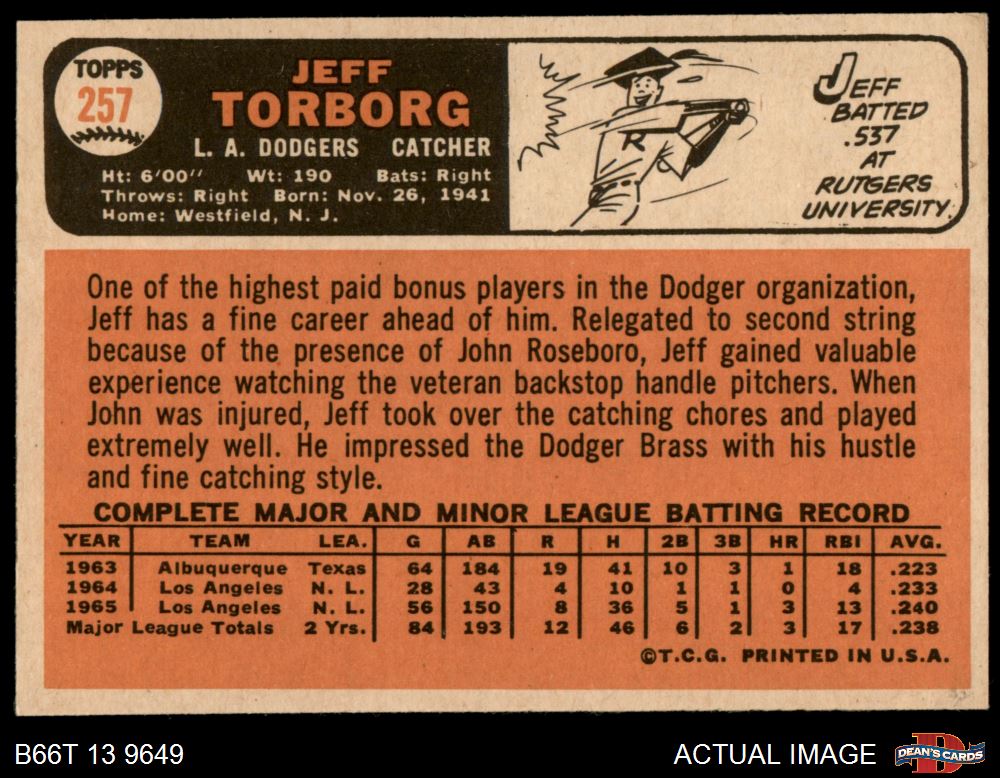 TOPPS
257
JEFF
TORBORG
L. A. DODGERS CATCHER
Ht: 6'00" Wt: 190 Bats: Right
Throws: Right Born: Nov. 26, 1941
Home: Westfield, N. J.
R
JEFF
BATTED
.537
AT
RUTGERS
UNIVERSITY.
One of the highest paid bonus players in the Dodger organization,
Jeff has a fine career ahead of him. Relegated to second string
because of the presence of John Roseboro, Jeff gained valuable
experience watching the veteran backstop handle pitchers. When
John was injured, Jeff took over the catching chores and played
extremely well. He impressed the Dodger Brass with his hustle
and fine catching style.
COMPLETE MAJOR AND MINOR LEAGUE BATTING RECORD
YEAR TEAM LEA. G AB R H 2B 3B HR RBI AVG.
1963 Albuquerque Texas 64 184 19 41 10 3 1 18 .223
1964 Los Angeles N. L. 28 43 4 10 1 1 0 4 .233
1965 Los Angeles N. L. 56 150 8 36 5 1 3 13 .240
Major League Totals 2 Yrs. 84 193 12 46 6 2 3 17 .238
©T.C.G. PRINTED IN U.S.A.
B66T 13 9649
ACTUAL IMAGE
D
DEAN'S CARDS